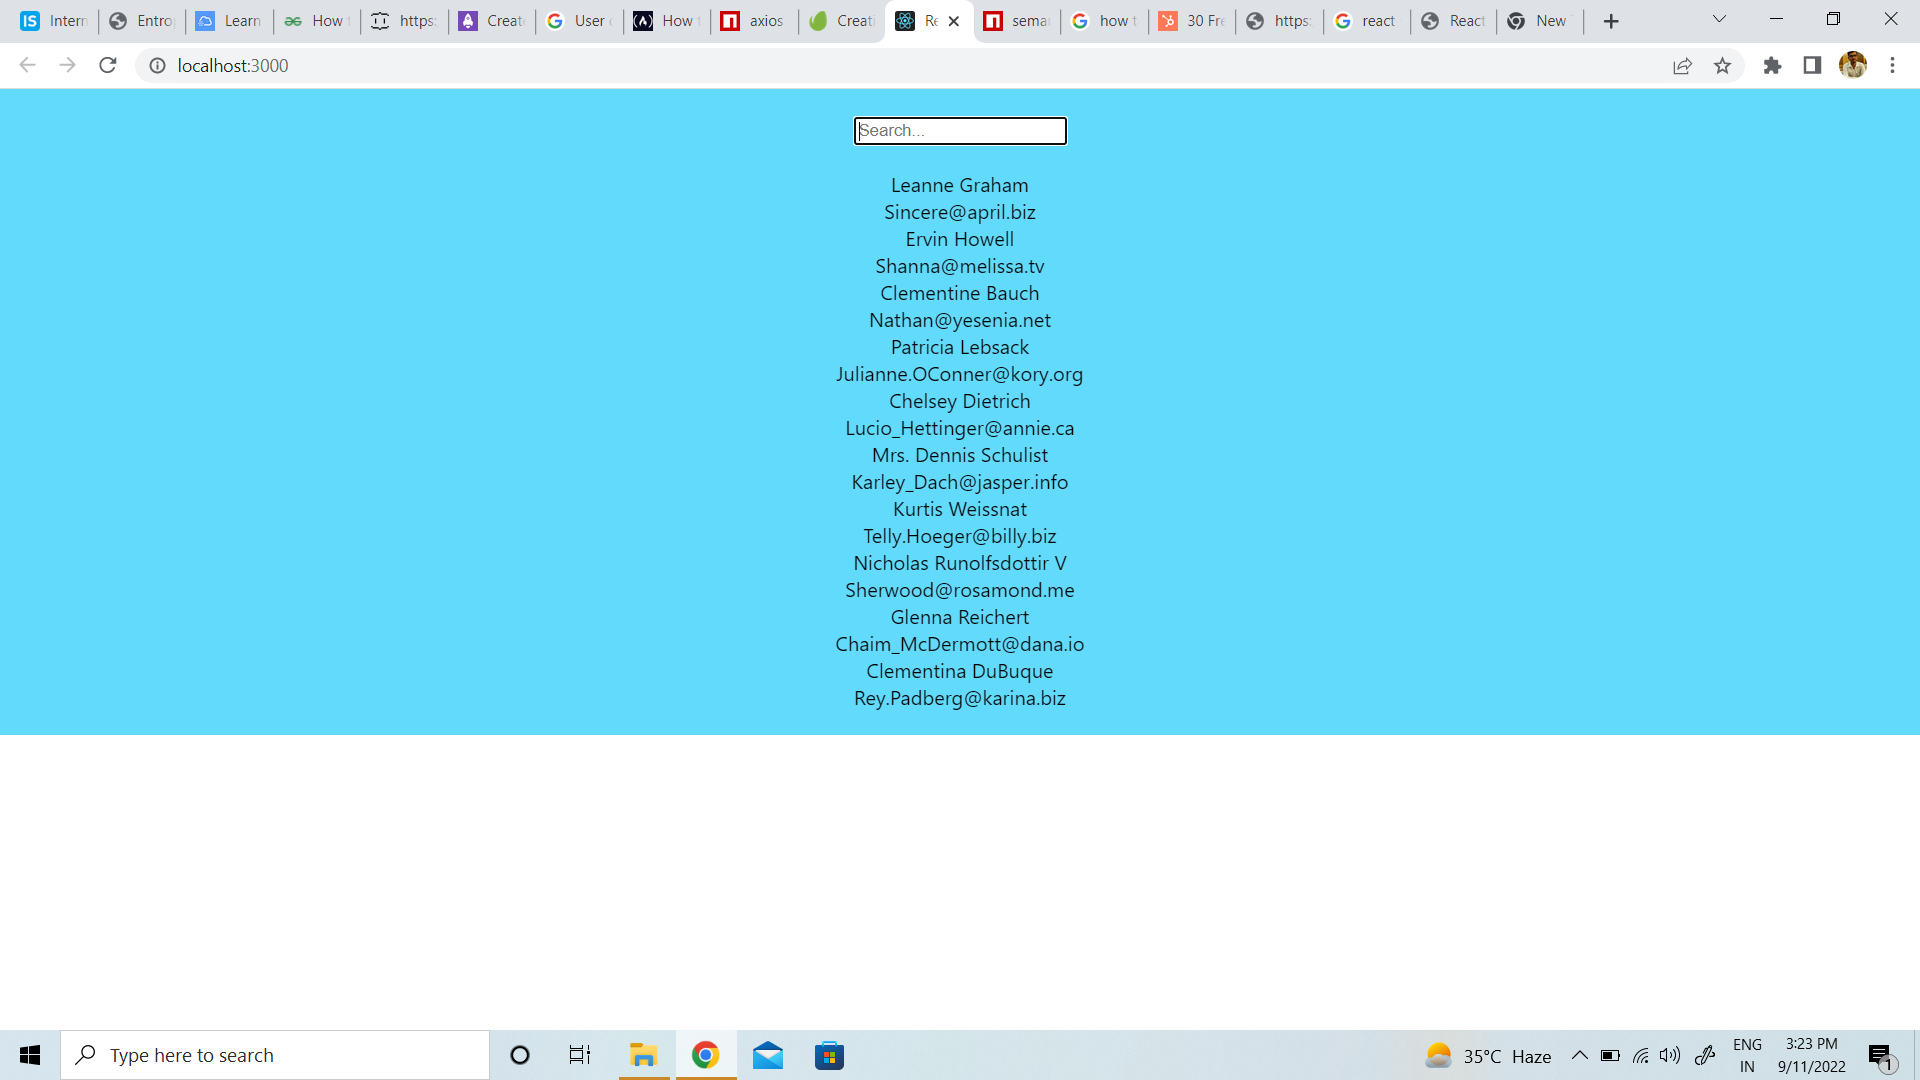 IS Intern
Entro
Learn
How t
https:
Create
User
How t
axios
Creati
Re
sema
how t
30 Fre
https:
react
React
New
localhost:3000
Search...
Leanne Graham
Sincere@april.biz
Ervin Howell
Shanna@melissa.tv
Clementine Bauch
Nathan@yesenia.net
Patricia Lebsack
Julianne.OConner@kory.org
Chelsey Dietrich
Lucio_Hettinger@annie.ca
Mrs. Dennis Schulist
Karley_Dach@jasper.info
Kurtis Weissnat
Telly.Hoeger@billy.biz
Nicholas Runolfsdottir V
Sherwood@rosamond.me
Glenna Reichert
Chaim_McDermott@dana.io
Clementina DuBuque
Rey.Padberg@karina.biz
Type here to search
35°C Haze
ENG
IN
3:23 PM
9/11/2022
1